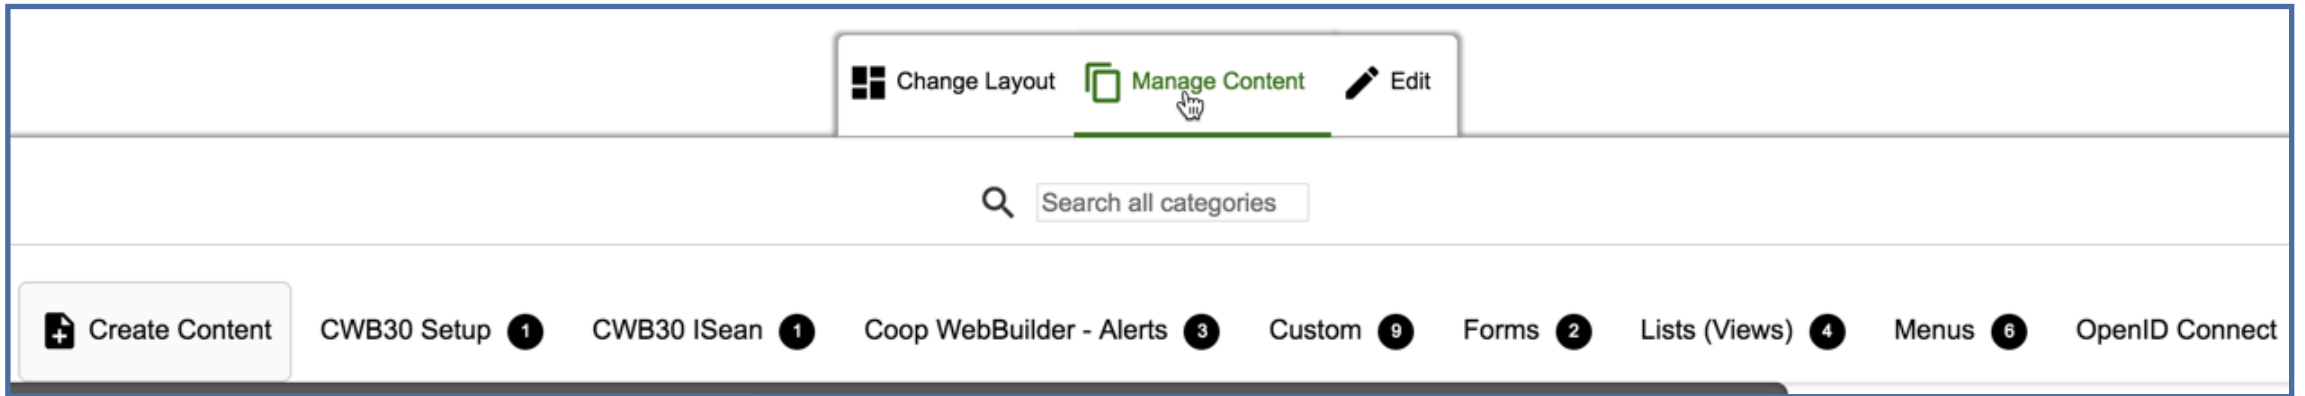 Change Layout Manage Content Edit
Search all categories
Create Content CWB30 Setup 1 CWB30 ISean 1 Coop WebBuilder - Alerts 3 Custom 9 Forms 2 Lists (Views) 4 Menus 6 OpenID Connect